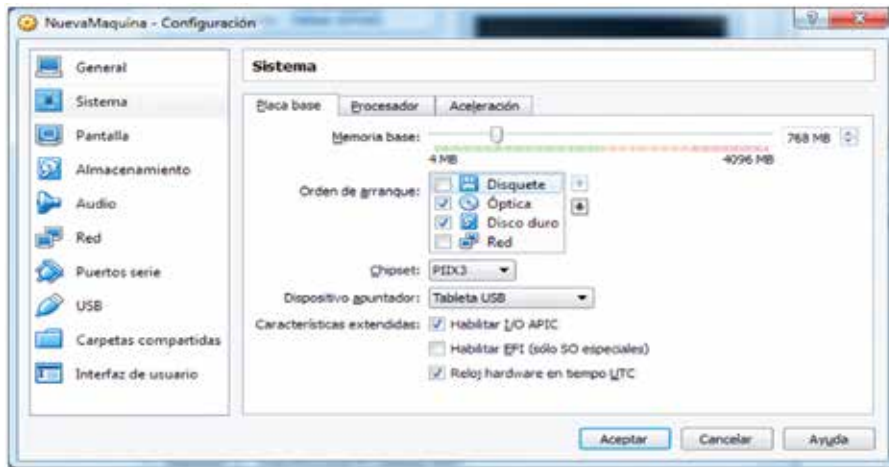 NuevaMaquina - Configuración
General
Sistema
Pantalla
Almacenamiento
Audio
Red
Puertos serie
USB
Carpetas compartidas
Interfaz de usuario
Sistema
Placa base Procesador Aceleración
Memoria base: 768 MB
4 MB 4096 MB
Orden de arranque: Disquete
Óptica
Disco duro
Red
Chipset: PIIX3
Dispositivo apuntador: Tableta USB
Características extendidas: Habilitar I/O APIC
Habilitar EFI (sólo SO especiales)
Reloj hardware en tiempo UTC
Aceptar Cancelar Ayuda